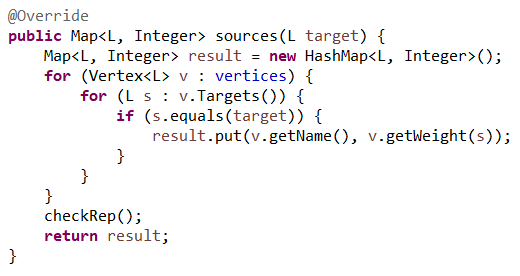 @Override
public Map<L, Integer> sources(L target) {
    Map<L, Integer> result = new HashMap<L, Integer>();
    for (Vertex<L> v : vertices) {
        for (L s : v.Targets()) {
            if (s.equals(target)) {
                result.put(v.getName(), v.getWeight(s));
            }
        }
    }
    checkRep();
    return result;
}